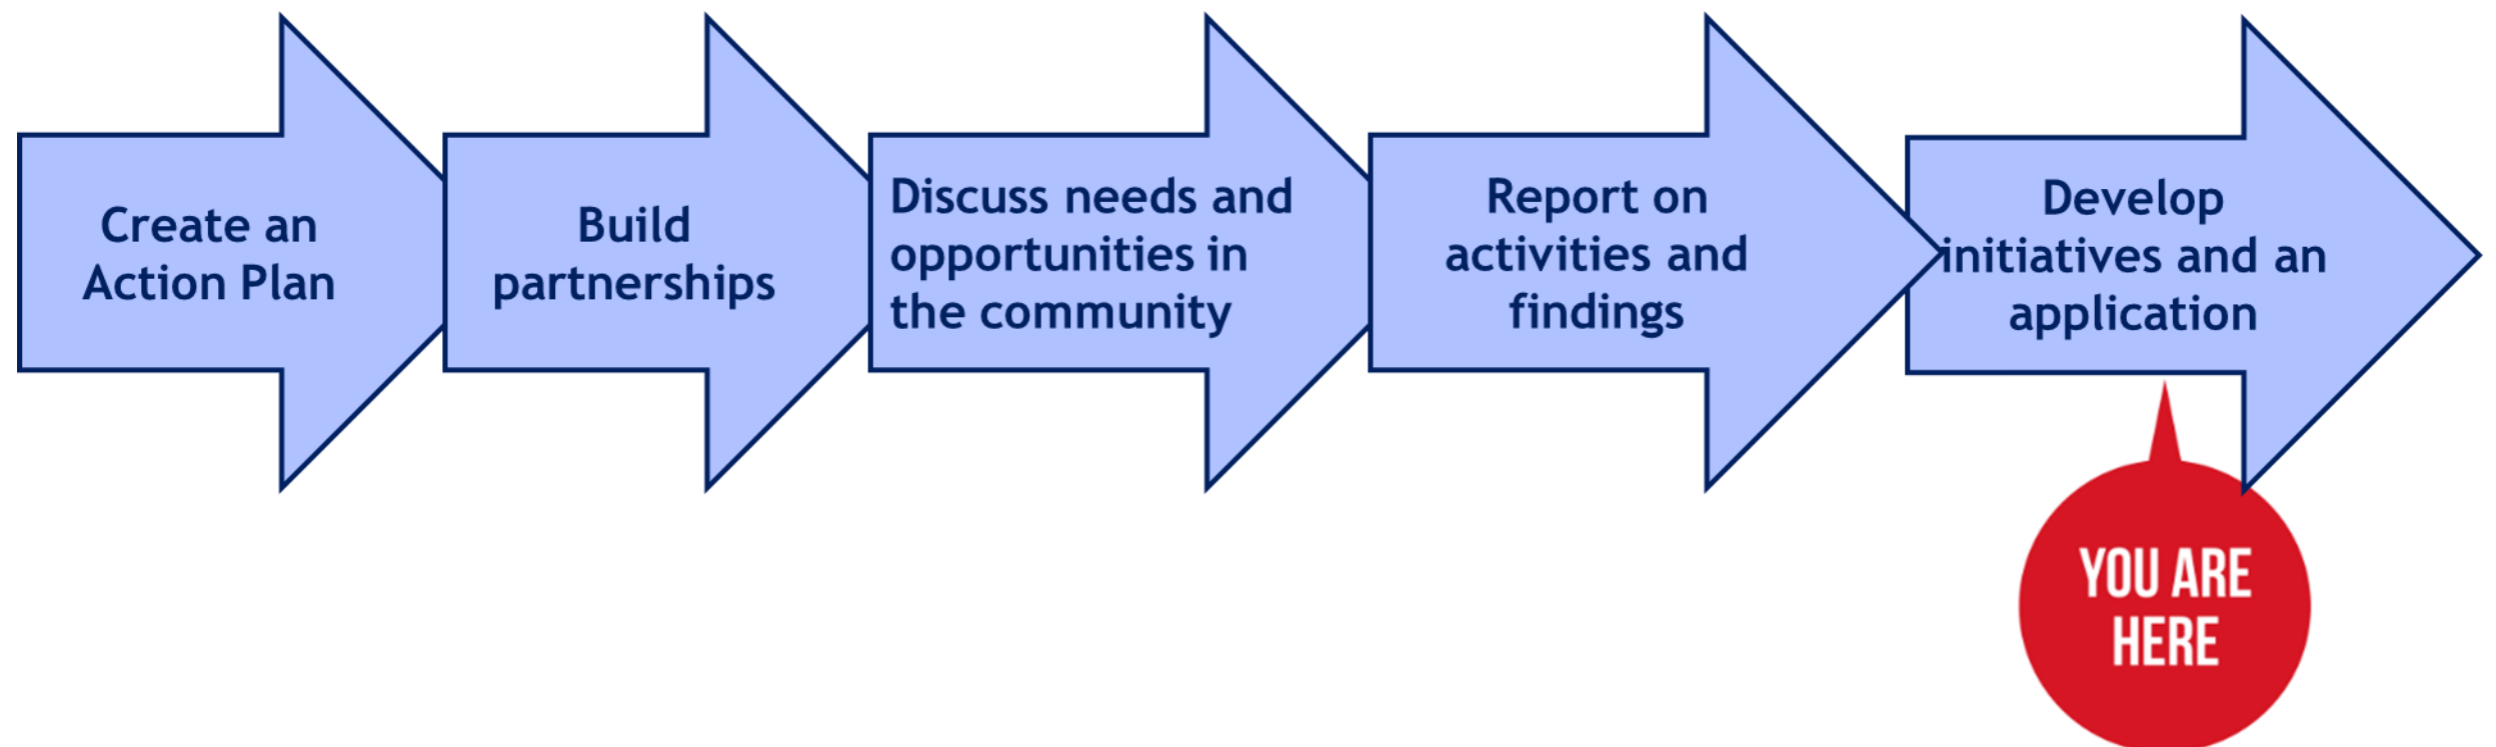 Create an
Action Plan
Build
partnerships
Discuss needs and
opportunities in
the community
Report on
activities and
findings
Develop
initiatives and an
application
YOU ARE
HERE